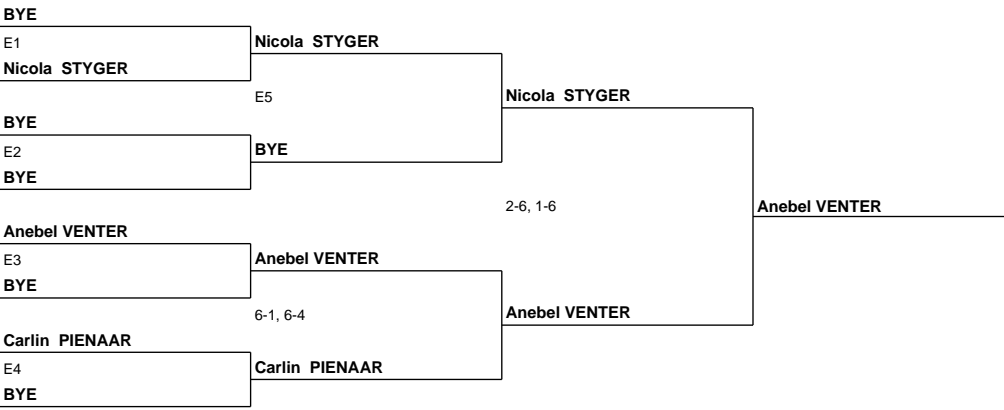 BYE
E1
Nicola STYGER
Nicola STYGER
E5
BYE
E2
BYE
BYE
Nicola STYGER
2-6, 1-6
Anebel VENTER
Anebel VENTER
E3
BYE
Anebel VENTER
6-1, 6-4
Carlin PIENAAR
E4
BYE
Carlin PIENAAR
Anebel VENTER